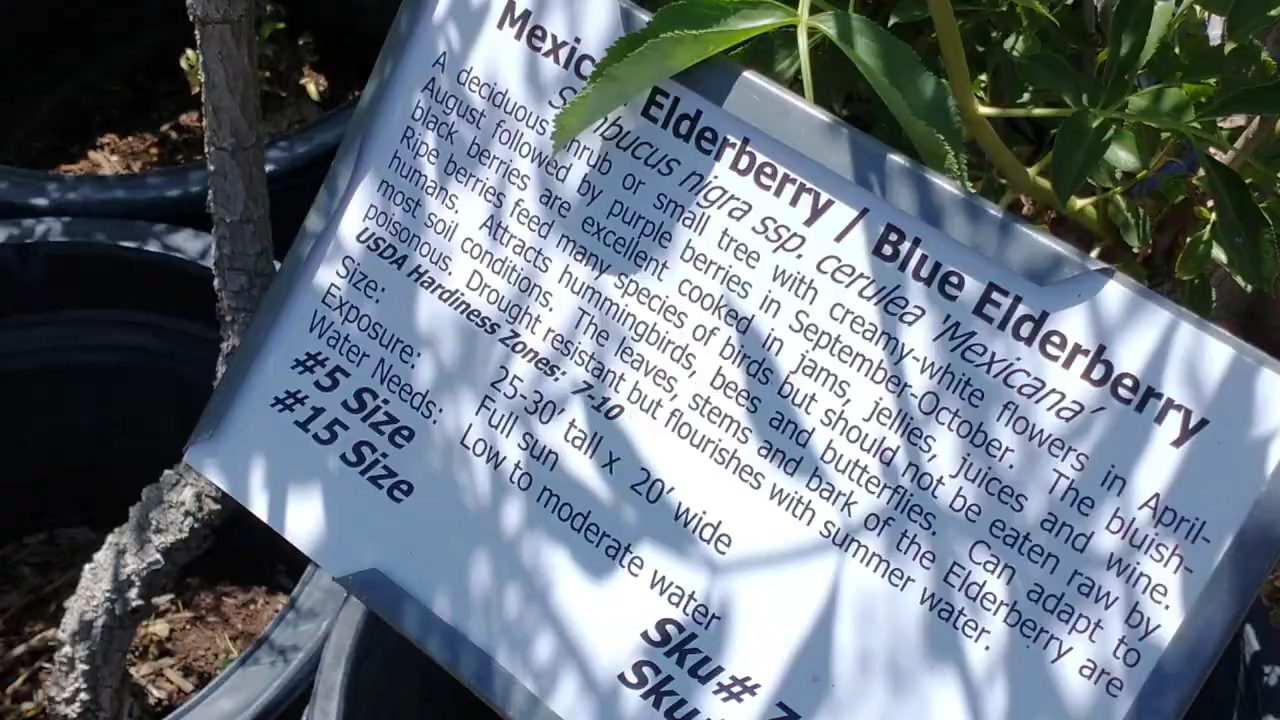 Mexic Elderberry / Blue Elderberry
S nbucus nigra ssp. cerulea 'Mexicana'
A deciduous shrub or small tree with creamy-white flowers in April-
August followed by purple berries in September-October. The bluish-
black berries are excellent cooked in jams, jellies, juices and wine.
Ripe berries feed many species of birds but should not be eaten raw by
humans. Attracts hummingbirds, bees and butterflies. Can adapt to
most soil conditions. The leaves, stems and bark of the Elderberry are
poisonous. Drought resistant but flourishes with summer water.
USDA Hardiness Zones: 7-10
Size: 25-30' tall x 20' wide
Exposure: Full sun
Water Needs: Low to moderate water
#5 Size Sku# 7
#15 Size Sku